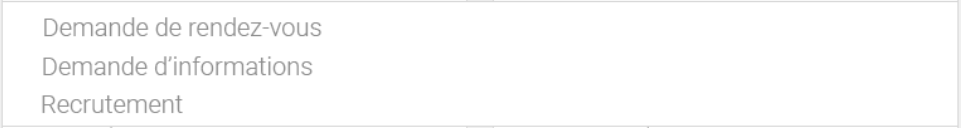 Demande de rendez-vous
Demande d’informations
Recrutement